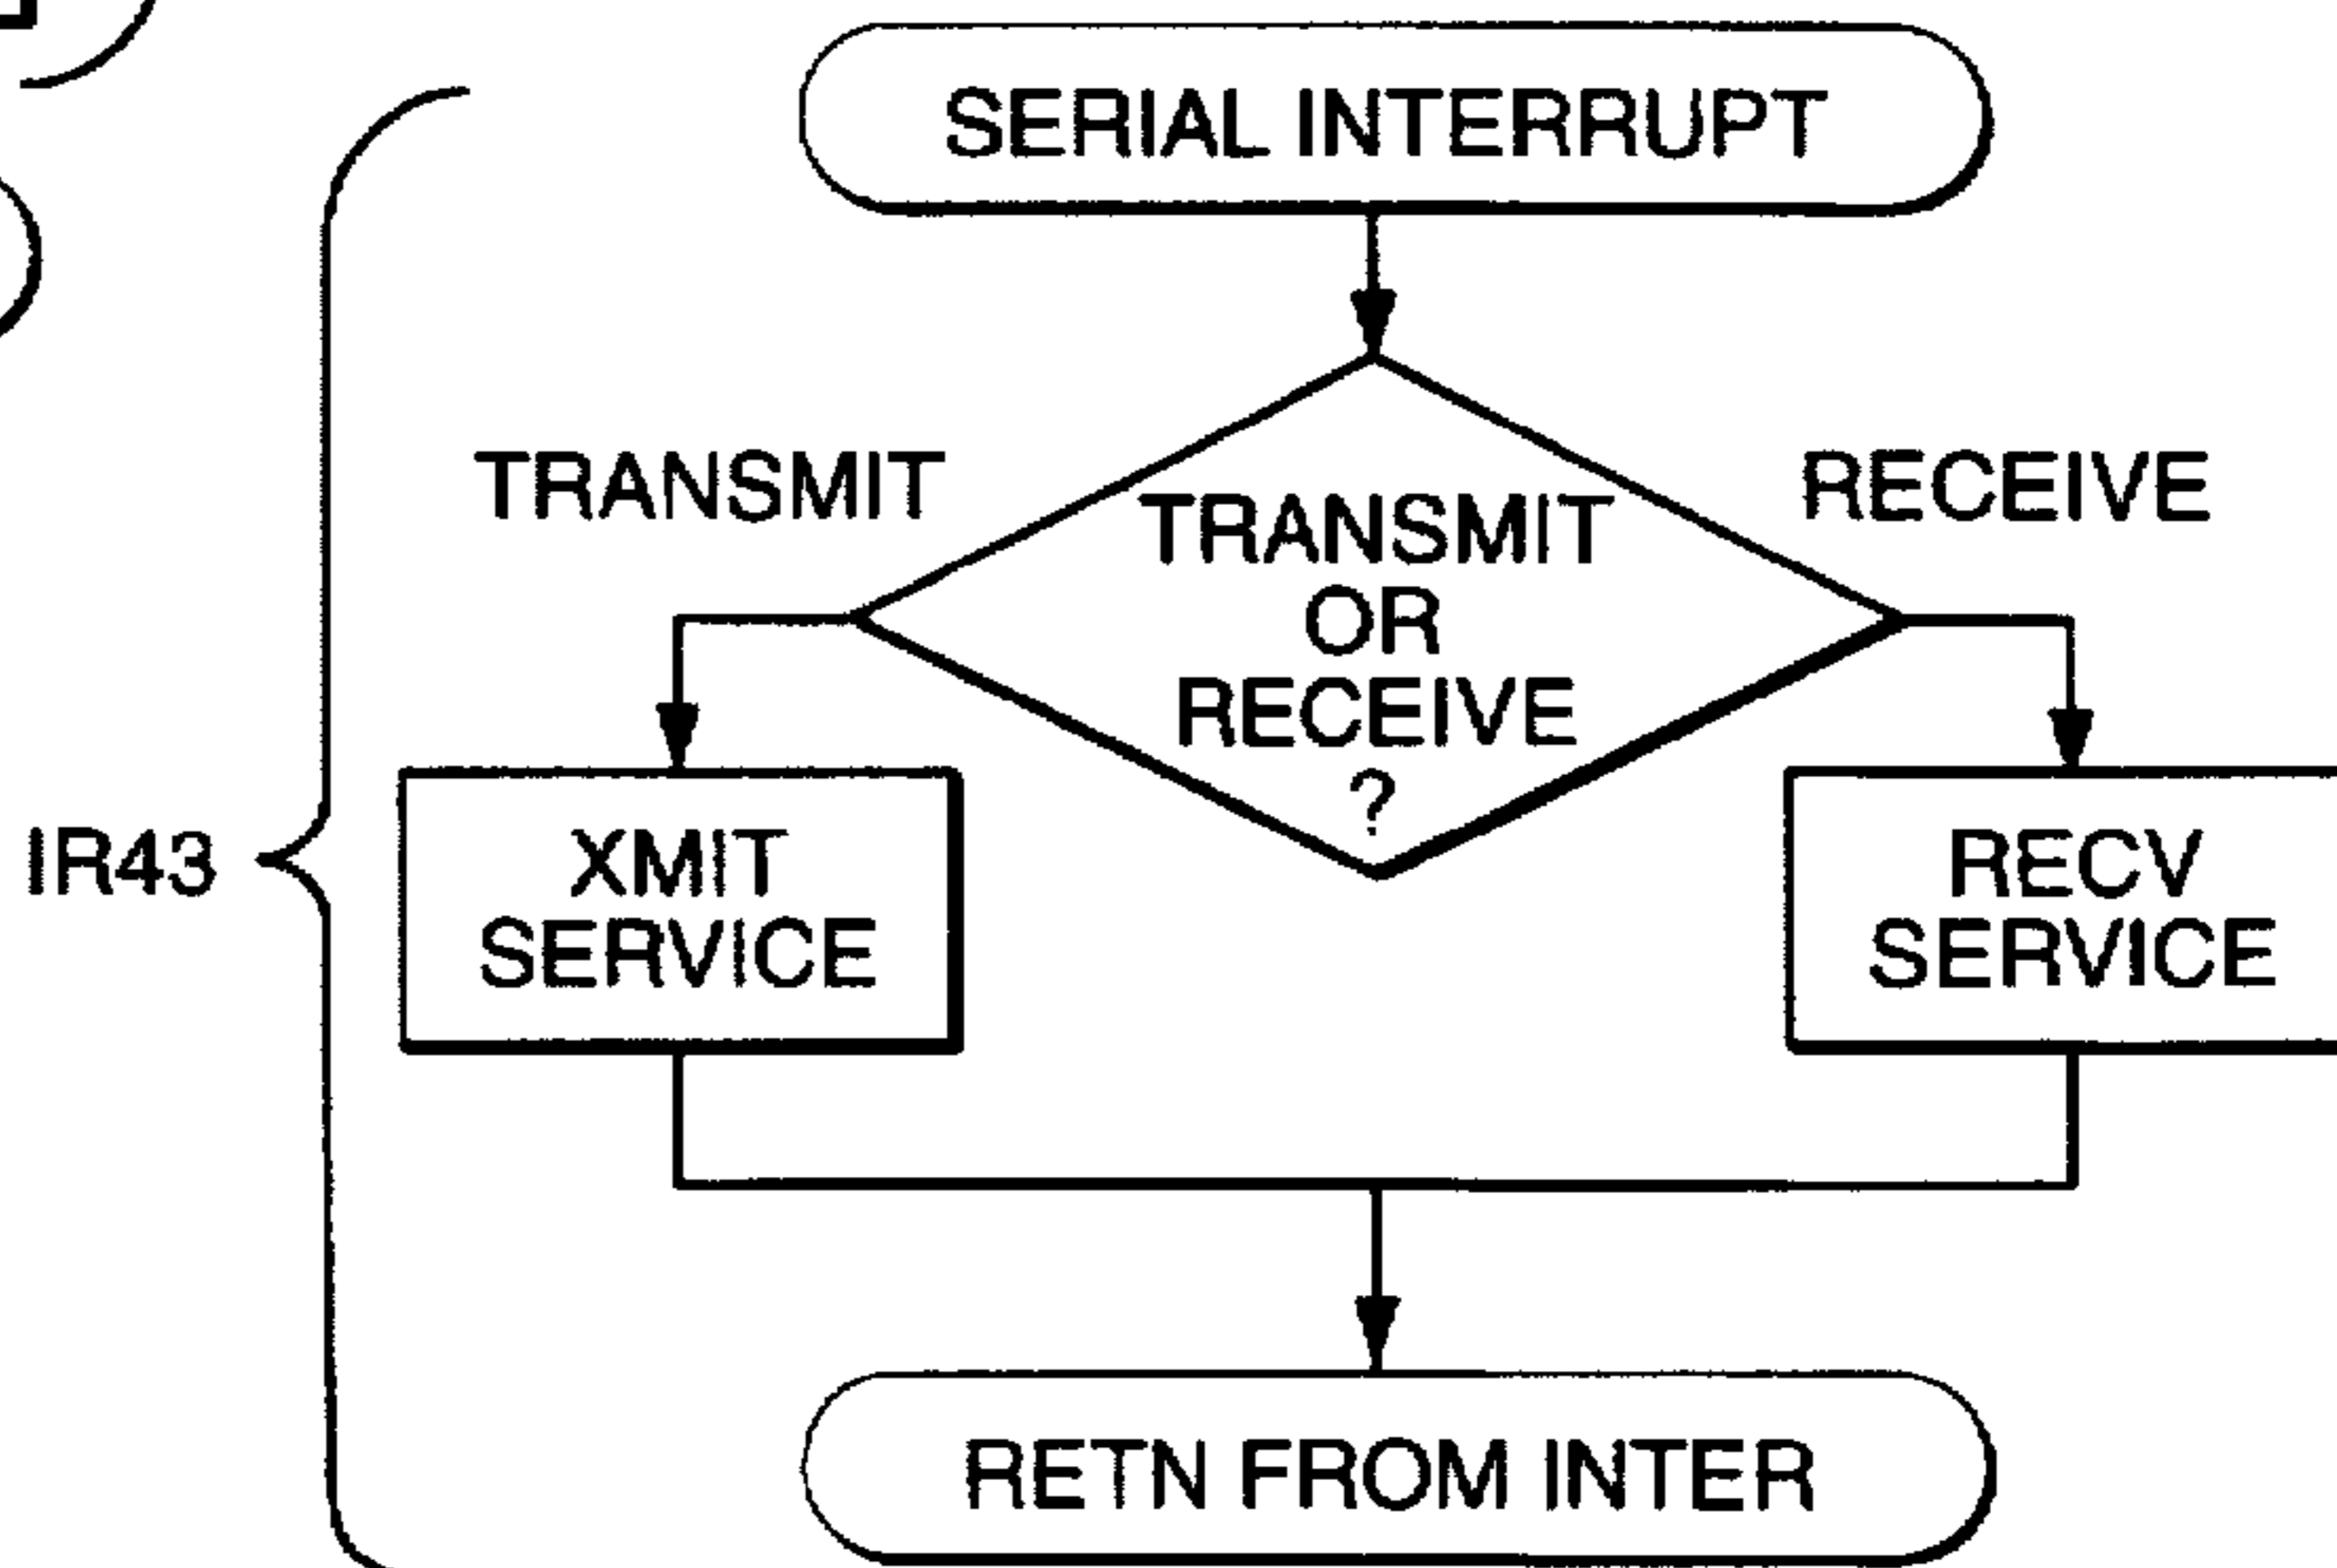 SERIAL INTERRUPT
TRANSMIT
RECEIVE
TRANSMIT
OR
RECEIVE
?
IR43
XMIT
SERVICE
RECV
SERVICE
RETN FROM INTER